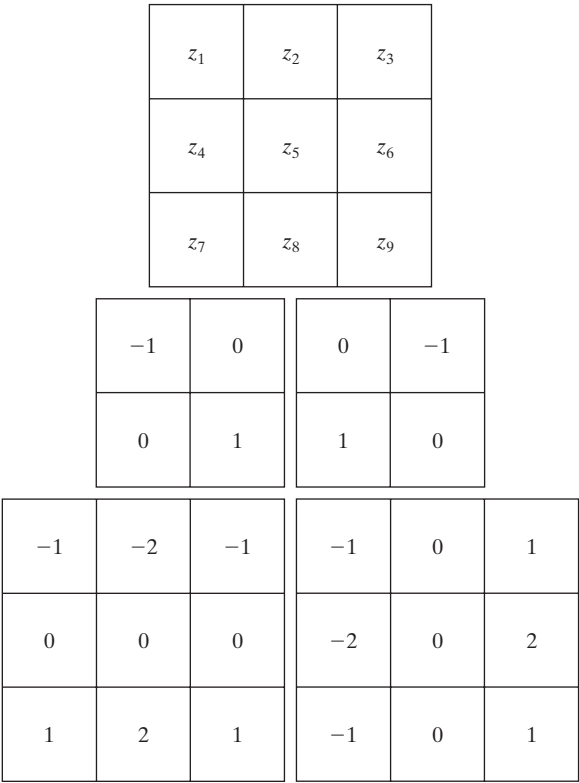 z₁ z₂ z₃
z₄ z₅ z₆
z₇ z₈ z₉
−1 0 0 −1
0 1 1 0
−1 −2 −1 −1 0 1
0 0 0 −2 0 2
1 2 1 −1 0 1